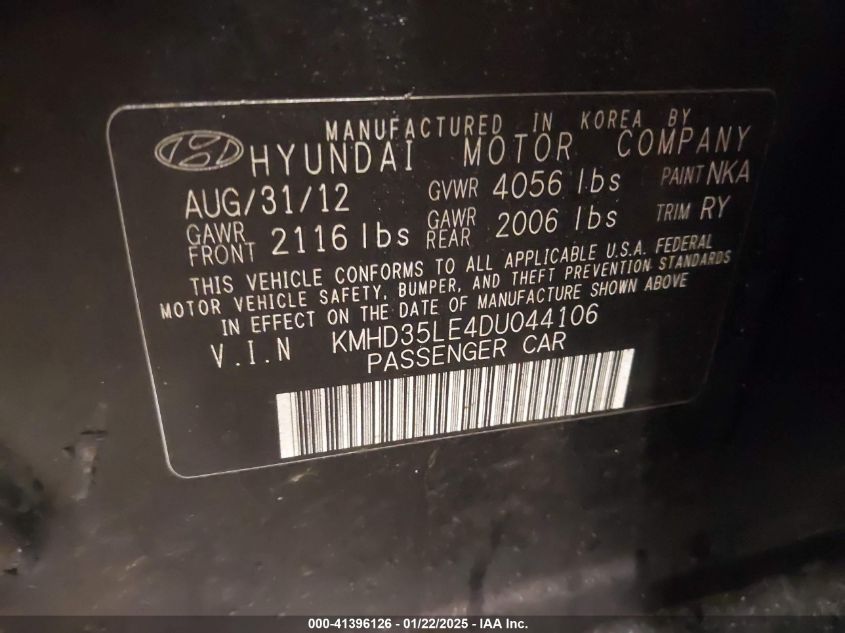 MANUFACTURED IN KOREA BY
HYUNDAI MOTOR COMPANY
AUG/31/12 GVWR 4056 lbs PAINT NKA
GAWR FRONT 2116 lbs GAWR REAR 2006 lbs TRIM RY
THIS VEHICLE CONFORMS TO ALL APPLICABLE U.S.A. FEDERAL
MOTOR VEHICLE SAFETY, BUMPER, AND THEFT PREVENTION STANDARDS
IN EFFECT ON THE DATE OF MANUFACTURE SHOWN ABOVE
V.I.N KMHD35LE4DU044106
PASSENGER CAR
000-41396126 - 01/22/2025 - IAA Inc.